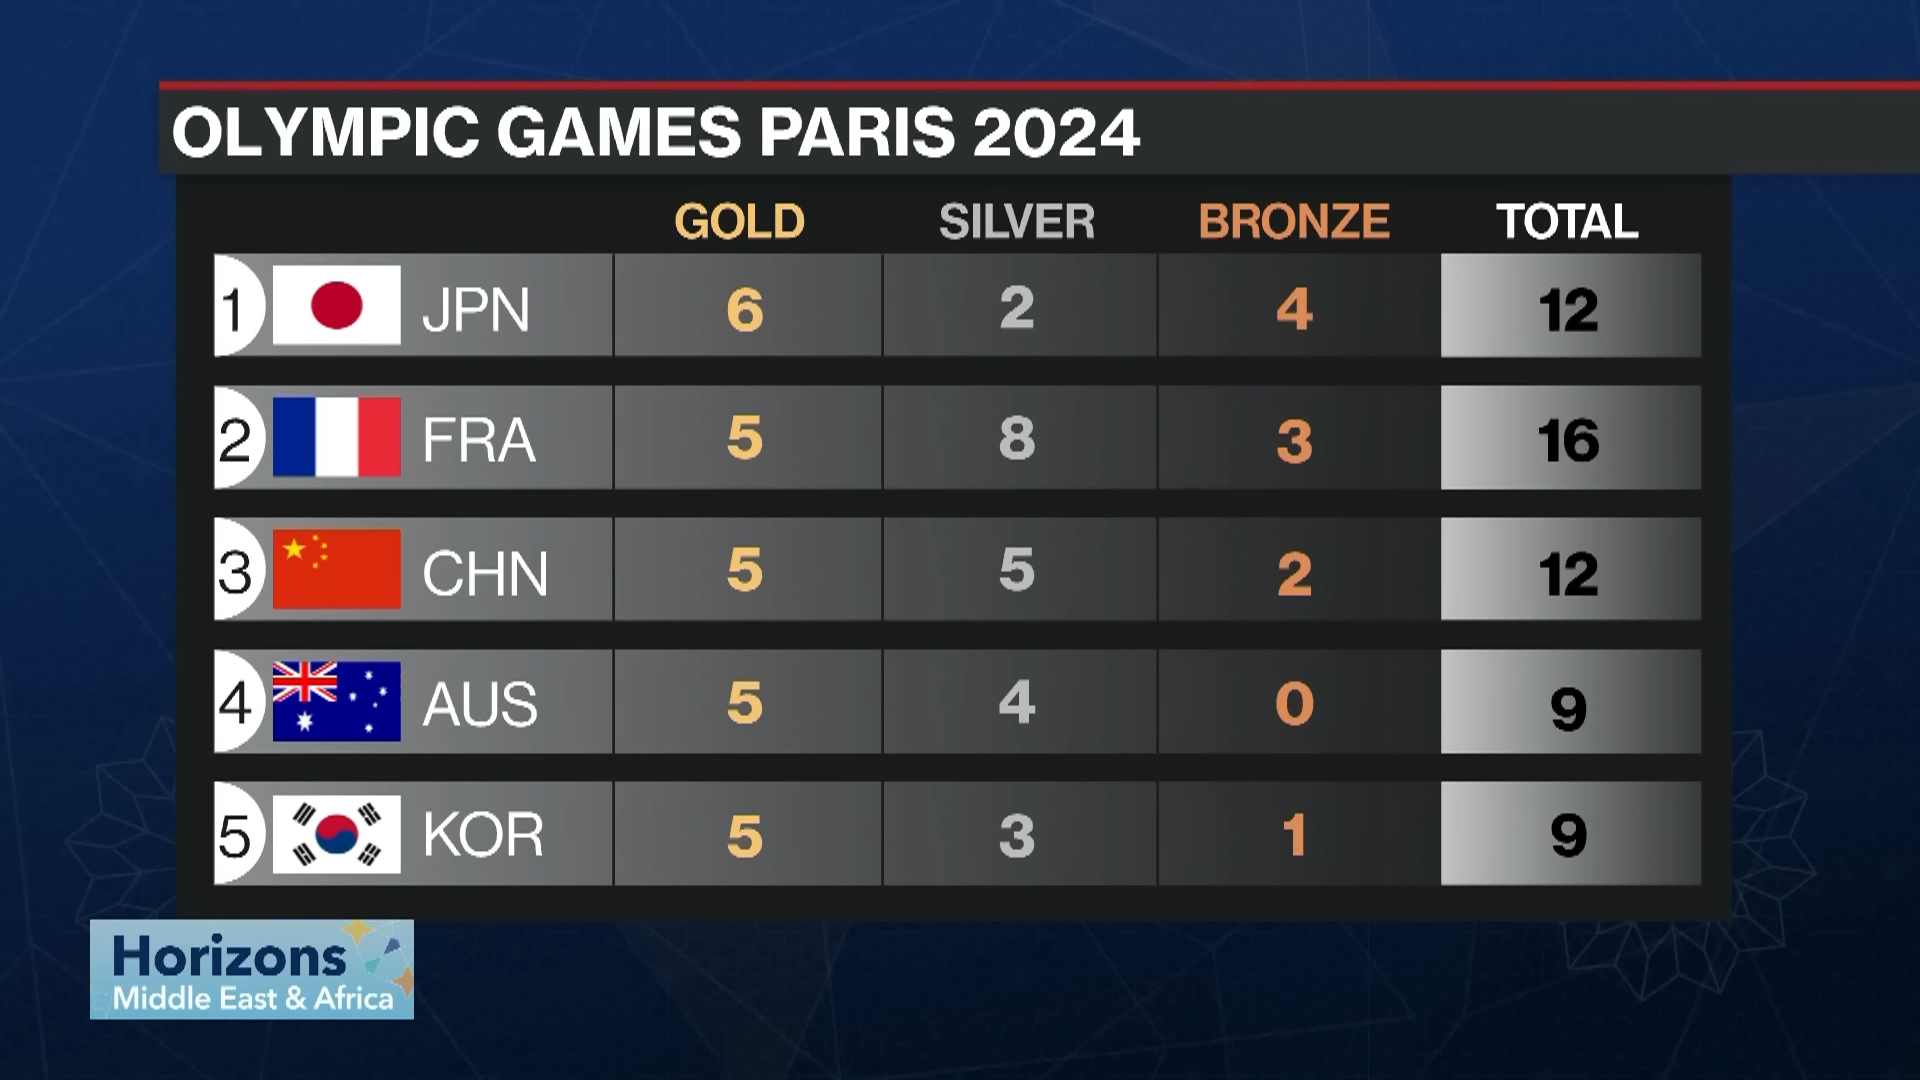 OLYMPIC GAMES PARIS 2024
GOLD SILVER BRONZE TOTAL
1 JPN 6 2 4 12
2 FRA 5 8 3 16
3 CHN 5 5 2 12
4 AUS 5 4 0 9
5 KOR 5 3 1 9
Horizons
Middle East & Africa